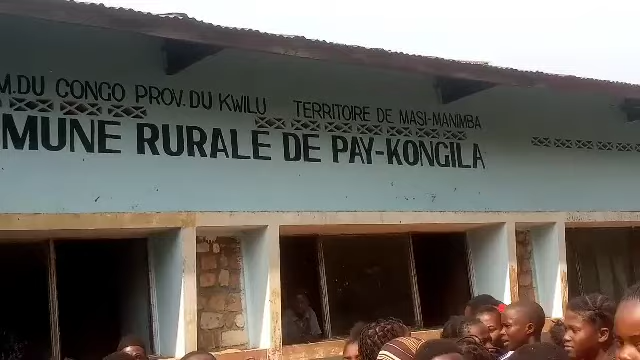 M.DU CONGO PROV.DU KWILU TERRITOIRE DE MASI-MANIMBA
MUNE RURALE DE PAY-KONGILA